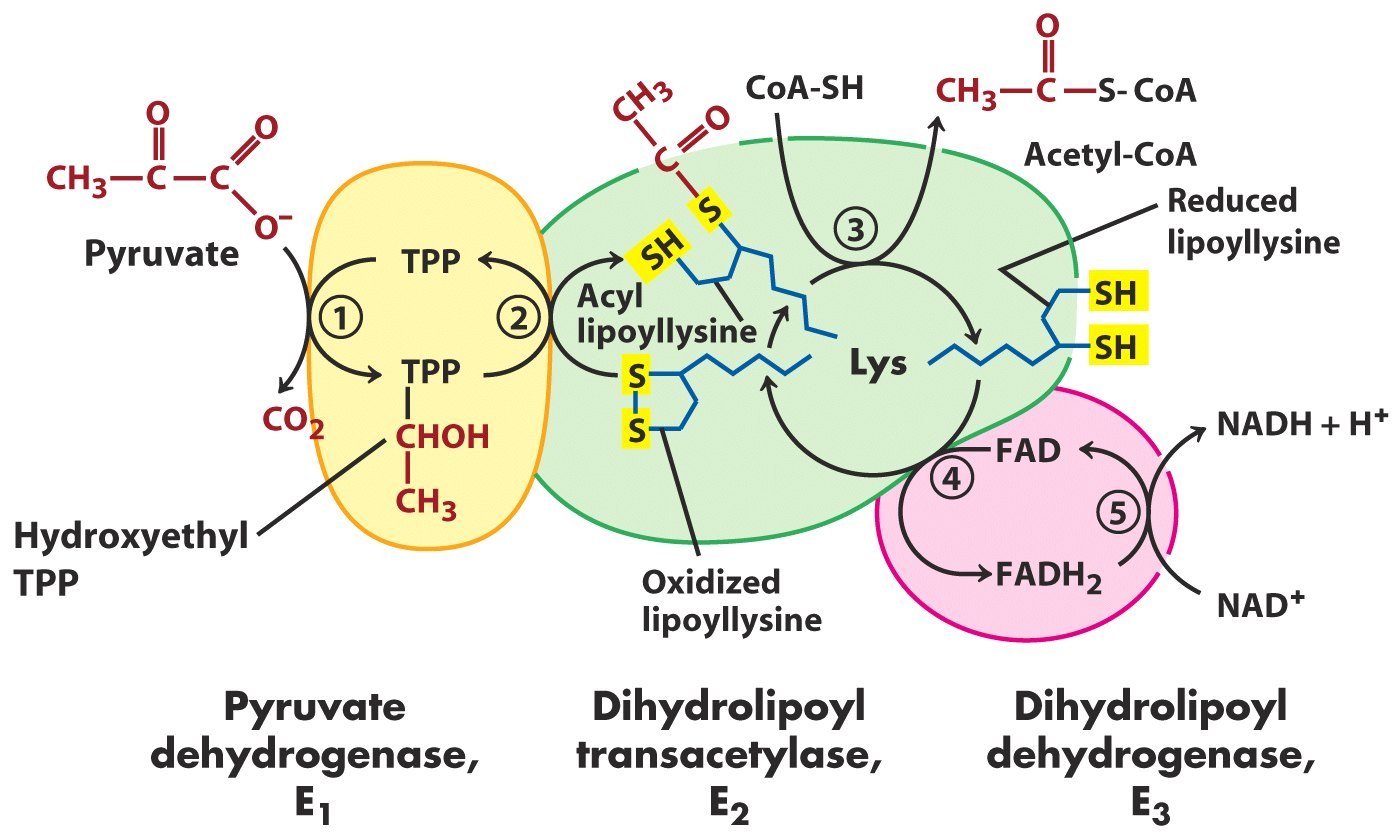 O
CH3—C—S-CoA
CoA-SH
Acetyl-CoA
CH3
C
O
S
SH
O
O
CH3—C—C
O⁻
Pyruvate
Reduced
lipoyllysine
TPP
1
2
3
Acyl
lipoyllysine
SH
SH
TPP
CHOH
CH3
CO2
S
S
Lys
Hydroxyethyl
TPP
Oxidized
lipoyllysine
4
FAD
5
FADH2
NADH + H⁺
NAD⁺
Pyruvate
dehydrogenase,
E1
Dihydrolipoyl
transacetylase,
E2
Dihydrolipoyl
dehydrogenase,
E3